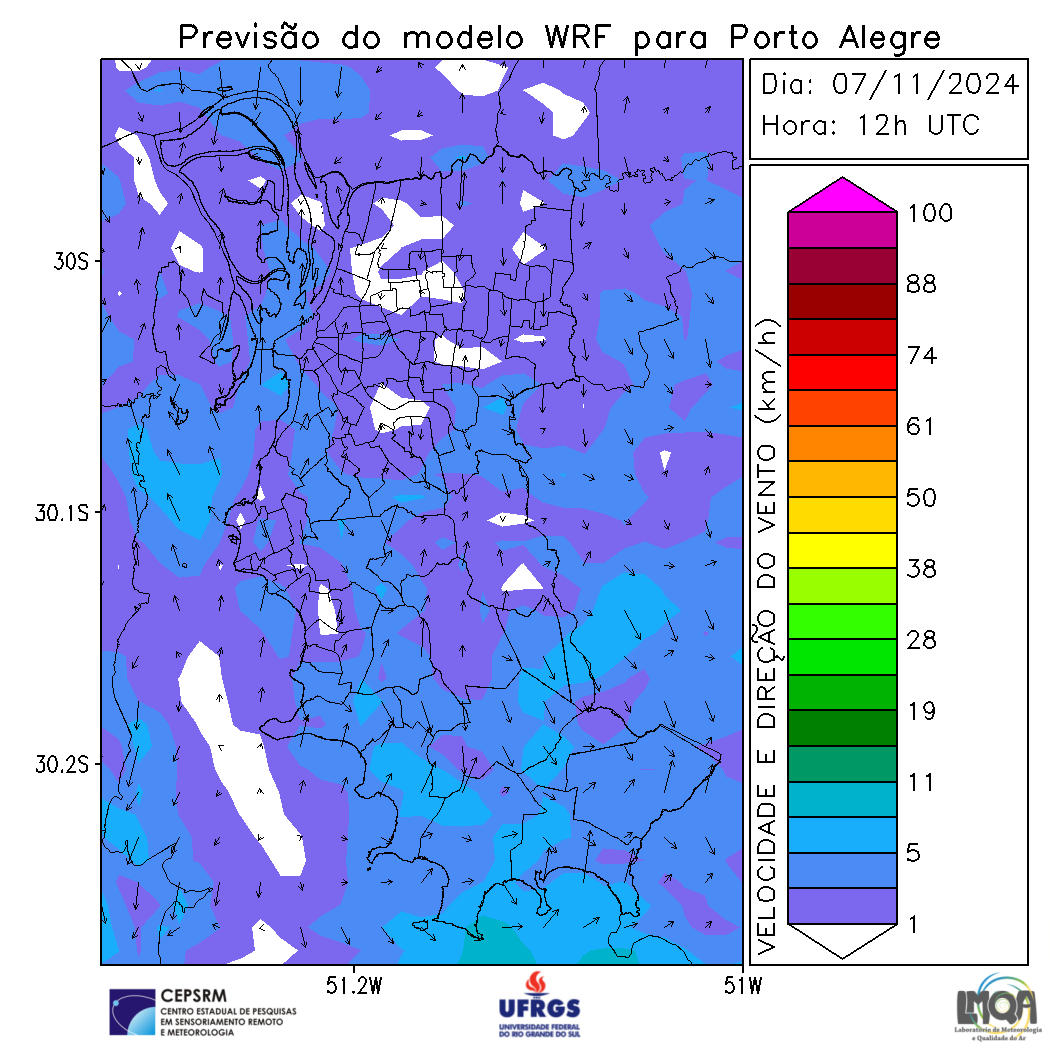 Previsão do modelo WRF para Porto Alegre
Dia: 07/11/2024
Hora: 12h UTC
30S
30.1S
30.2S
51.2W
51W
VELOCIDADE E DIREÇÃO DO VENTO (km/h)
100
88
74
61
50
38
28
19
11
5
1
CEPSRM
CENTRO ESTADUAL DE PESQUISAS
EM SENSORIAMENTO REMOTO
E METEOROLOGIA
UFRGS
UNIVERSIDADE FEDERAL
DO RIO GRANDE DO SUL
LMQA
Laboratório de Meteorologia
e Qualidade do Ar